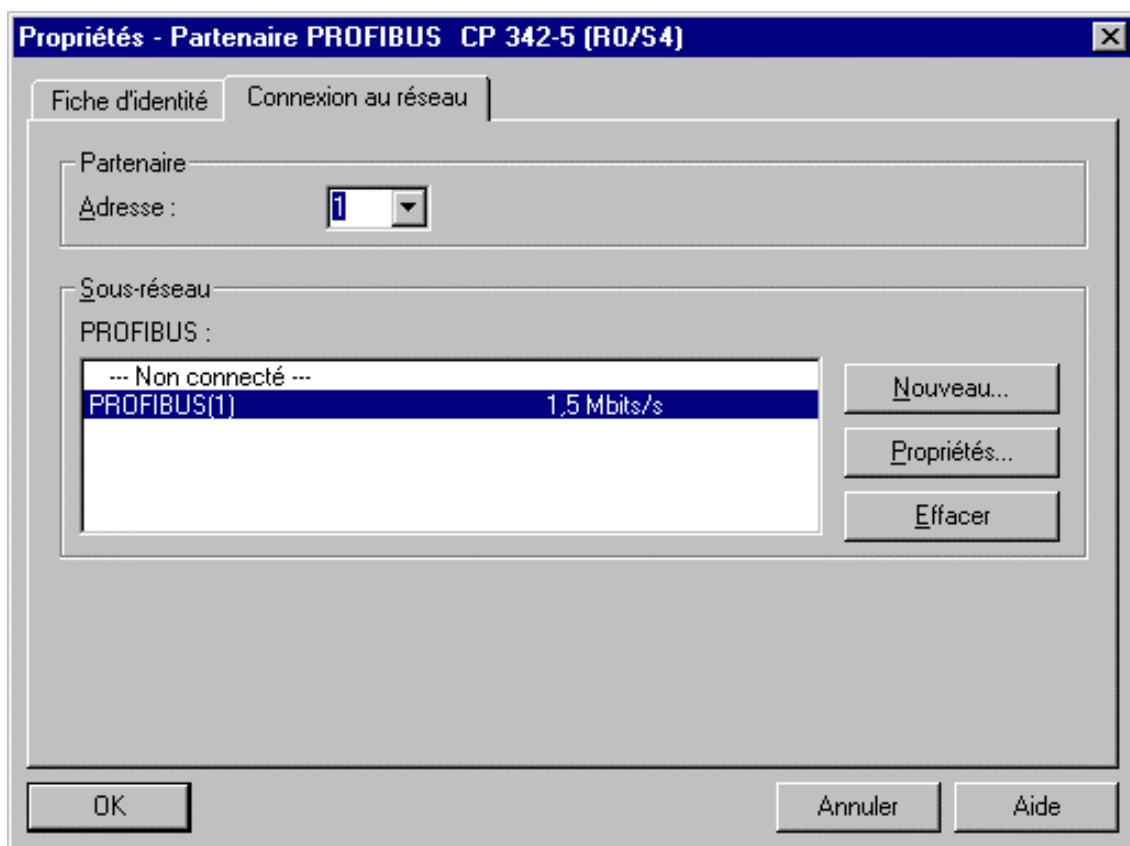 Propriétés - Partenaire PROFIBUS CP 342-5 (R0/S4)
Fiche d'identité Connexion au réseau
Partenaire
Adresse : 1
Sous-réseau
PROFIBUS :
--- Non connecté ---
PROFIBUS(1) 1,5 Mbits/s
Nouveau...
Propriétés...
Effacer
OK Annuler Aide